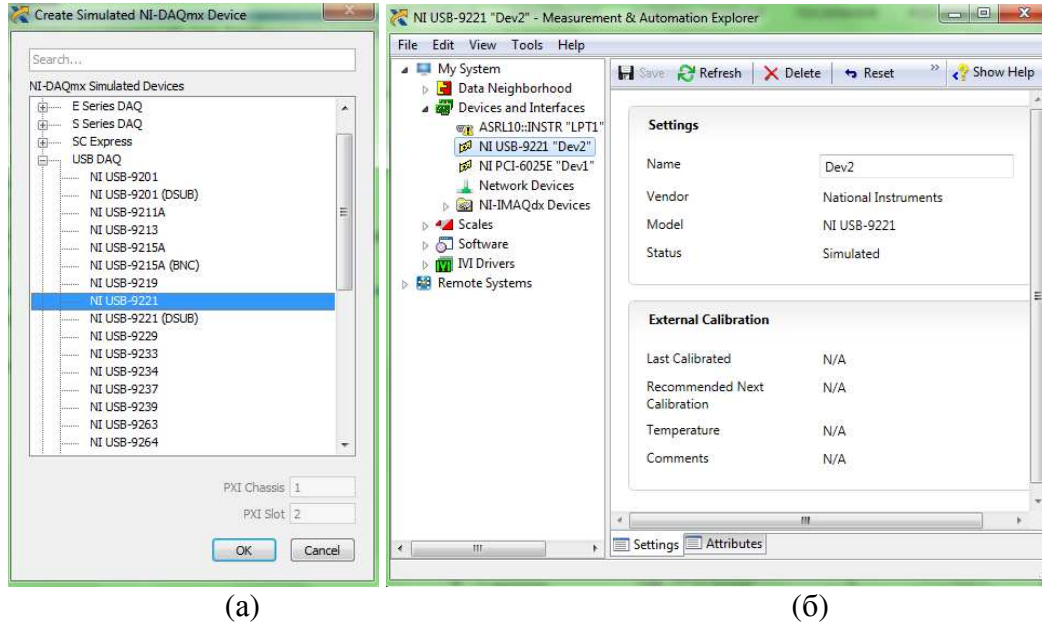 Create Simulated NI-DAQmx Device
Search...
NI-DAQmx Simulated Devices
E Series DAQ
S Series DAQ
SC Express
USB DAQ
NI USB-9201
NI USB-9201 (DSUB)
NI USB-9211A
NI USB-9213
NI USB-9215A
NI USB-9215A (BNC)
NI USB-9219
NI USB-9221
NI USB-9221 (DSUB)
NI USB-9229
NI USB-9233
NI USB-9234
NI USB-9237
NI USB-9239
NI USB-9263
NI USB-9264
PXI Chassis 1
PXI Slot 2
OK Cancel
(а)
NI USB-9221 "Dev2" - Measurement & Automation Explorer
File Edit View Tools Help
My System
Data Neighborhood
Devices and Interfaces
ASRL10::INSTR "LPT1"
NI USB-9221 "Dev2"
NI PCI-6025E "Dev1"
Network Devices
NI-IMAQdx Devices
Scales
Software
IVI Drivers
Remote Systems
Save Refresh Delete Reset » Show Help
Settings
Name Dev2
Vendor National Instruments
Model NI USB-9221
Status Simulated
External Calibration
Last Calibrated N/A
Recommended Next
Calibration N/A
Temperature N/A
Comments N/A
Settings Attributes
(б)